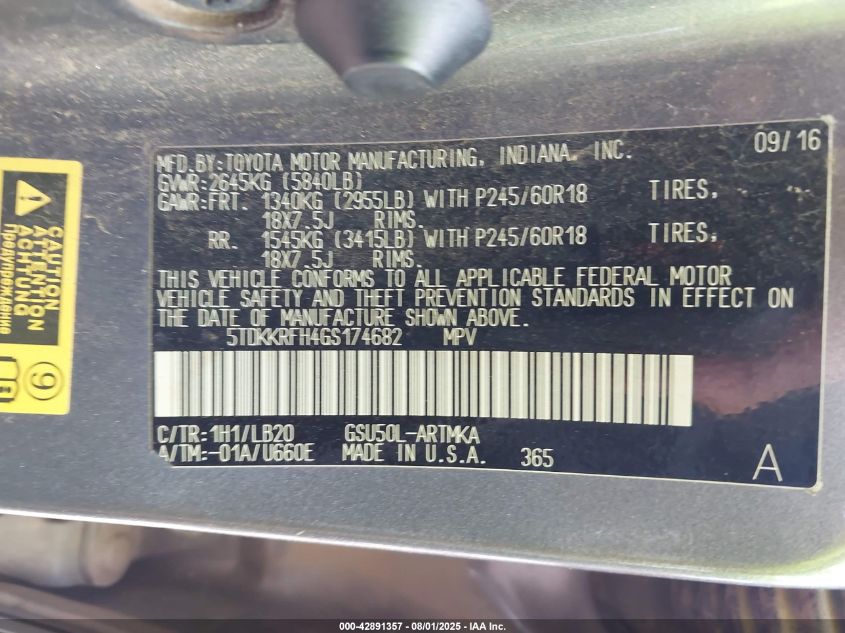 MFD.BY:TOYOTA MOTOR MANUFACTURING, INDIANA, INC. 09/16
GVWR:2645KG (5840LB)
GAWR:FRT. 1340KG (2955LB) WITH P245/60R18 TIRES,
18X7.5J RIMS.
RR. 1545KG (3415LB) WITH P245/60R18 TIRES,
18X7.5J RIMS.
THIS VEHICLE CONFORMS TO ALL APPLICABLE FEDERAL MOTOR
VEHICLE SAFETY AND THEFT PREVENTION STANDARDS IN EFFECT ON
THE DATE OF MANUFACTURE SHOWN ABOVE.
5TDKKRFH4GS174682 MPV
C/TR:1H1/LB20 GSU50L-ARTMKA
A/TM:-01A/U660E MADE IN U.S.A. 365 A
CAUTION
ATTENTION
ACHTUNG
Предупреждение
9
000-42891357 - 08/01/2025 - IAA Inc.